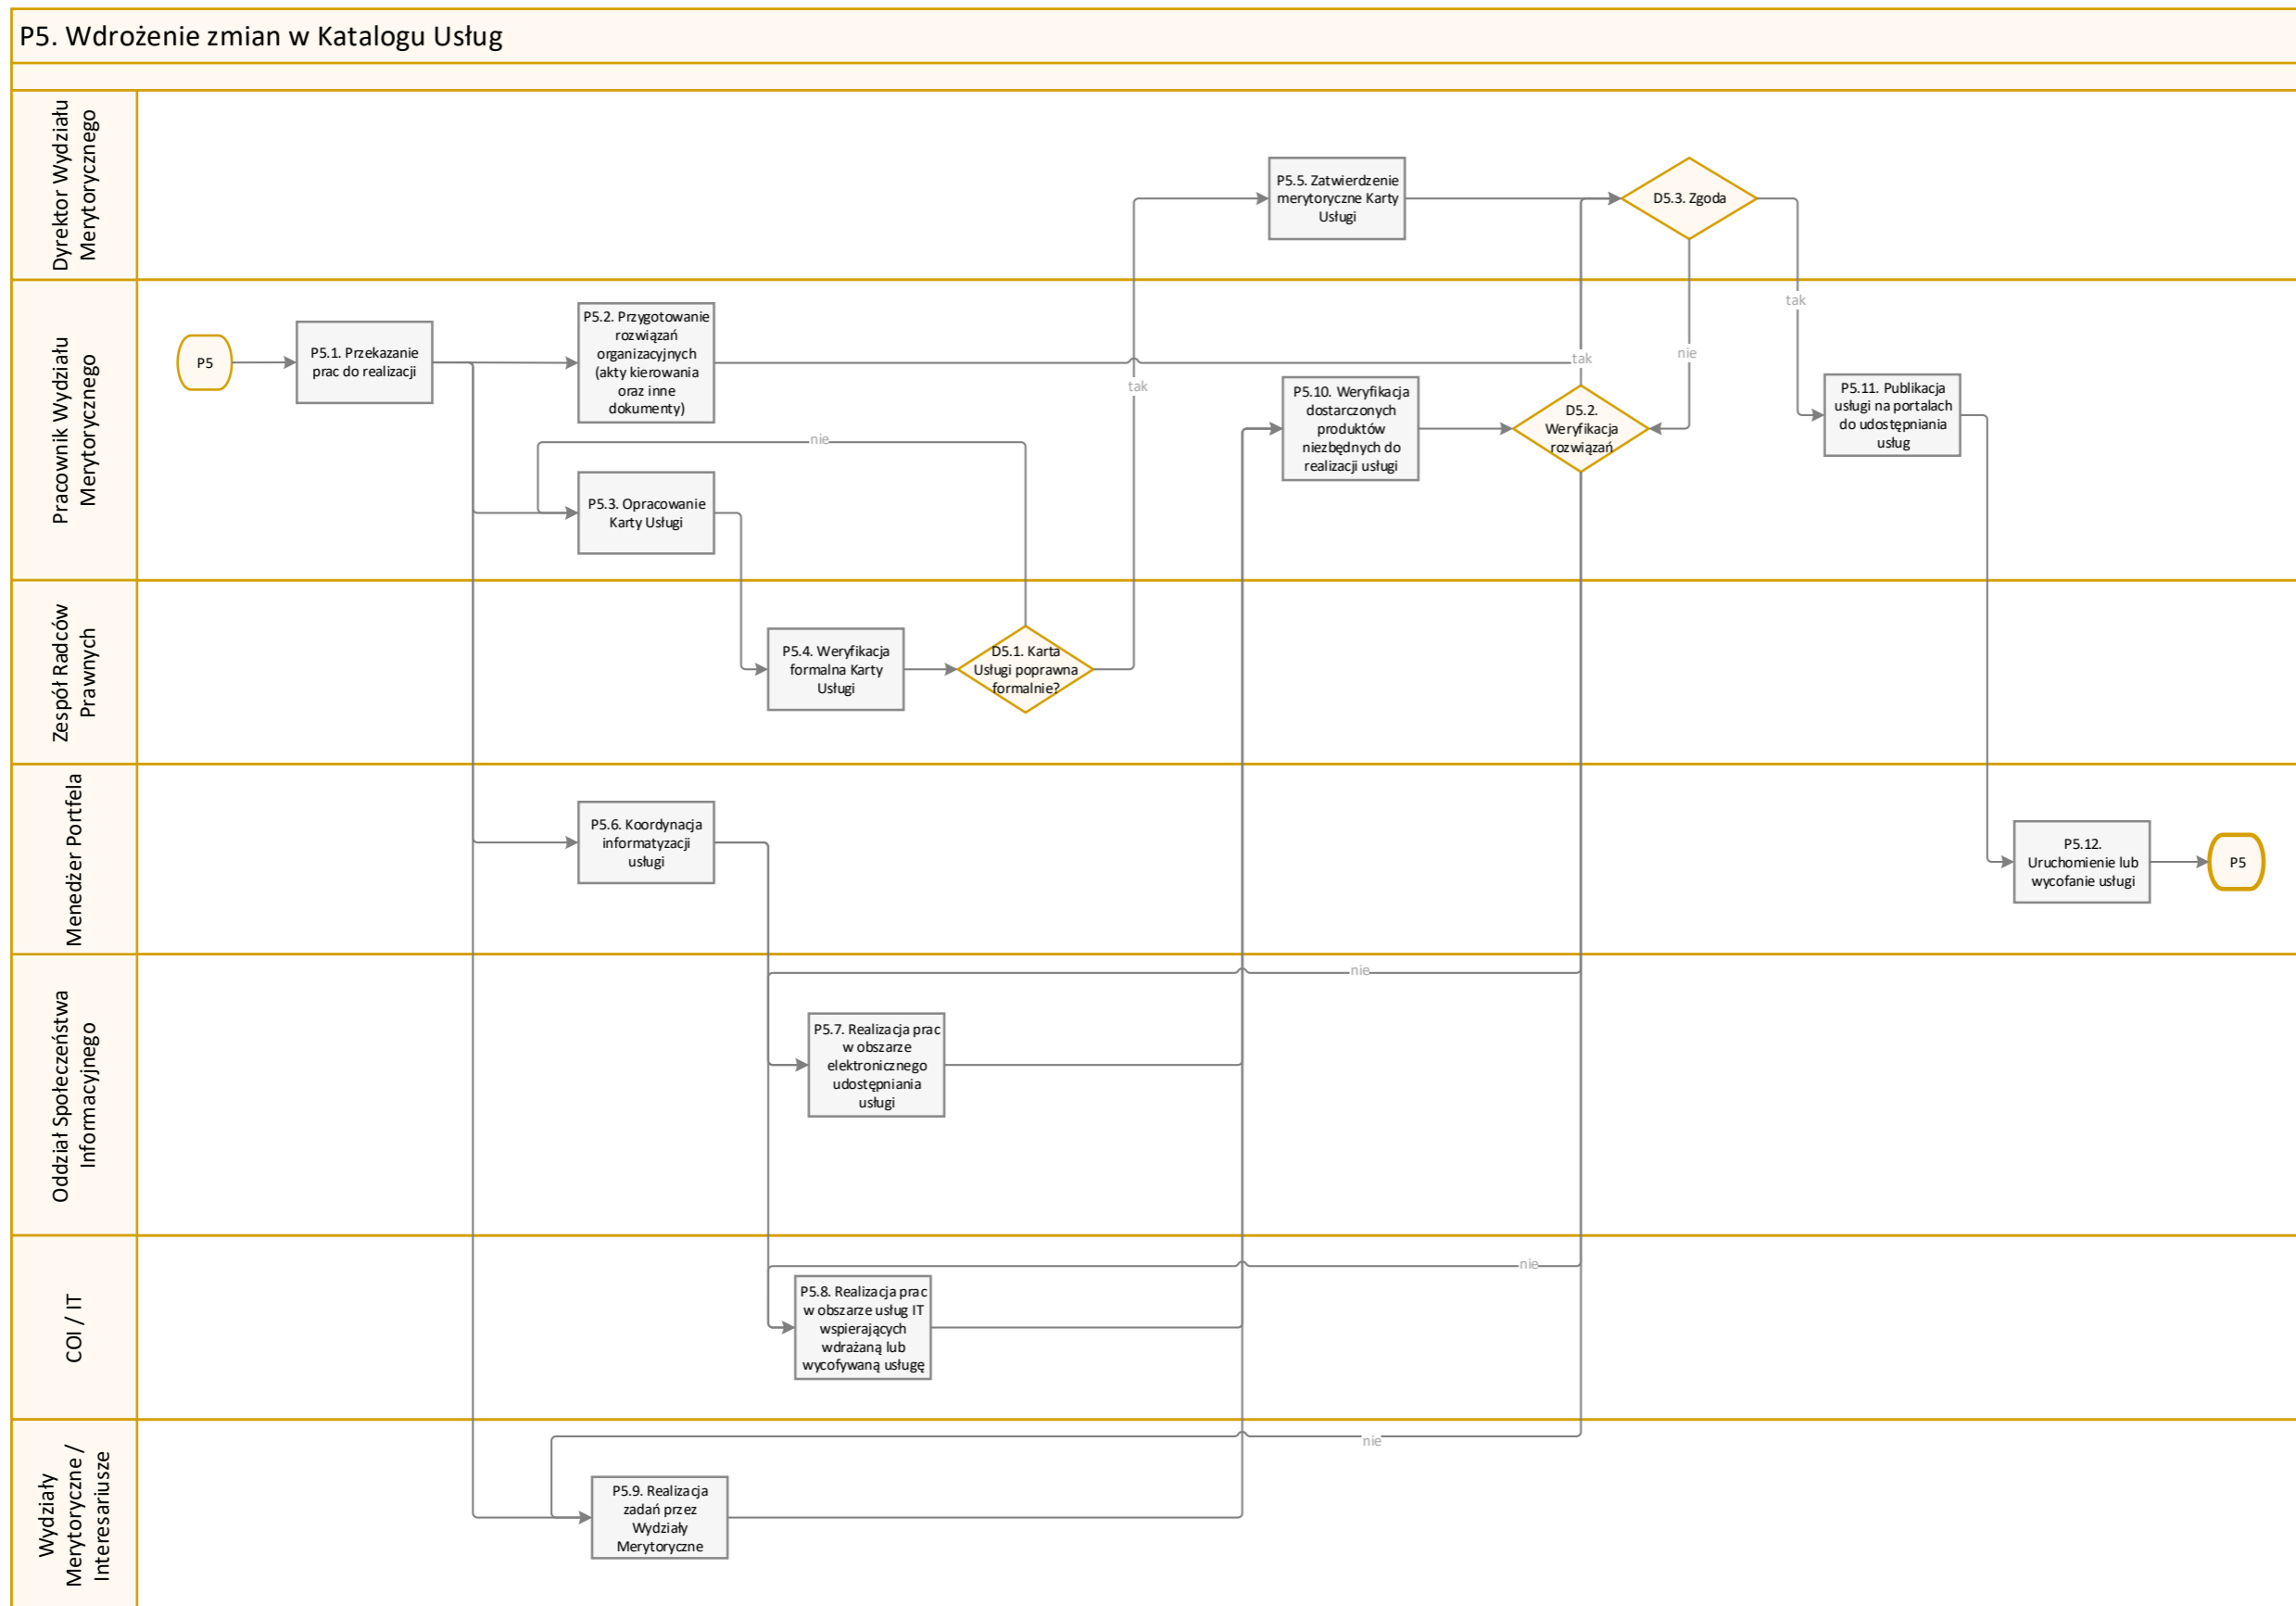 P5. Wdrożenie zmian w Katalogu Usług
Dyrektor Wydziału
Merytorycznego
P5.5. Zatwierdzenie
merytoryczne Karty
Usługi
D5.3. Zgoda
tak
nie
Pracownik Wydziału
Merytorycznego
P5
P5.1. Przekazanie
prac do realizacji
P5.2. Przygotowanie
rozwiązań
organizacyjnych
(akty kierowania
oraz inne
dokumenty)
nie
P5.3. Opracowanie
Karty Usługi
tak
P5.10. Weryfikacja
dostarczonych
produktów
niezbędnych do
realizacji usługi
tak
D5.2.
Weryfikacja
rozwiązań
P5.11. Publikacja
usługi na portalach
do udostępniania
usług
Zespół Radców
Prawnych
P5.4. Weryfikacja
formalna Karty
Usługi
D5.1. Karta
Usługi poprawna
formalnie?
Menedżer Portfela
P5.6. Koordynacja
informatyzacji
usługi
P5.12.
Uruchomienie lub
wycofanie usługi
P5
Oddział Społeczeństwa
Informacyjnego
nie
P5.7. Realizacja prac
w obszarze
elektronicznego
udostępniania
usługi
COI / IT
nie
P5.8. Realizacja prac
w obszarze usług IT
wspierających
wdrażaną lub
wycofywaną usługę
Wydziały
Merytoryczne /
Interesariusze
nie
P5.9. Realizacja
zadań przez
Wydziały
Merytoryczne